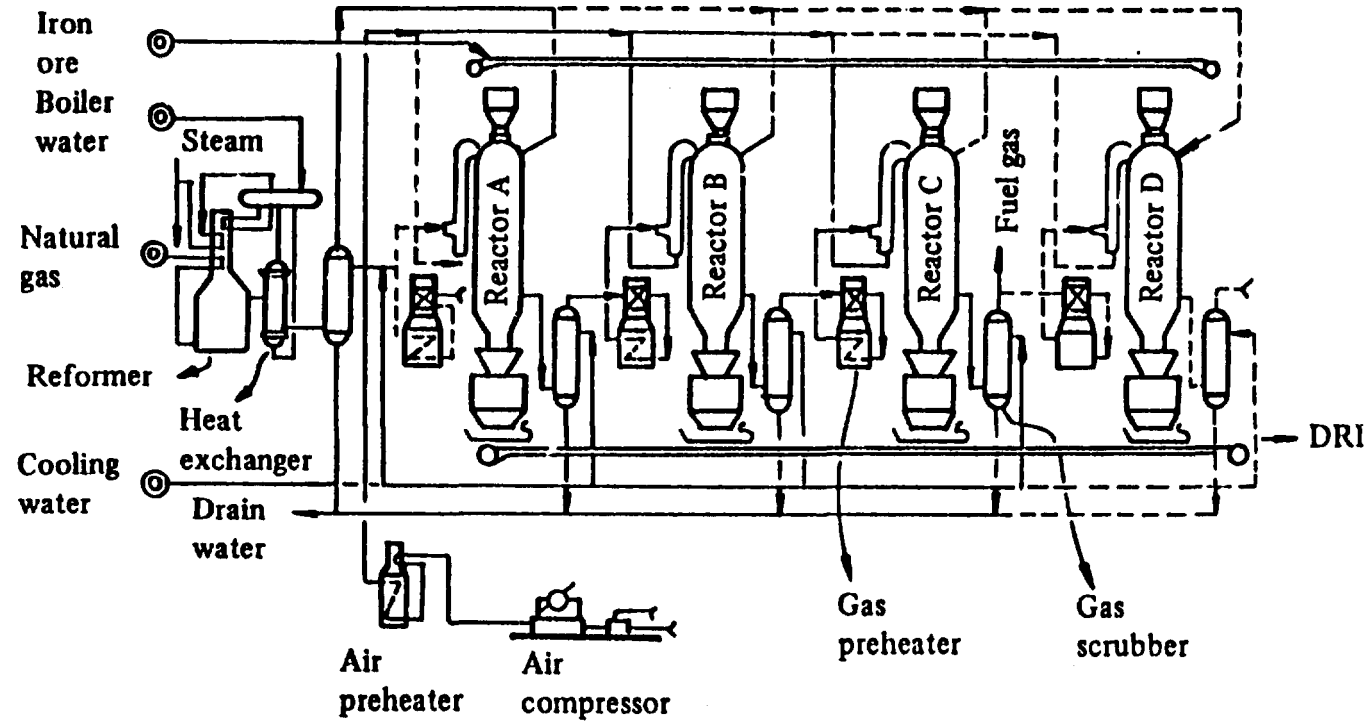 Iron
ore
Boiler
water
Steam
Natural
gas
Reformer
Heat
exchanger
Cooling
water
Drain
water
Reactor A
Reactor B
Reactor C
Fuel gas
Reactor D
DRI
Gas
preheater
Gas
scrubber
Air
preheater
Air
compressor